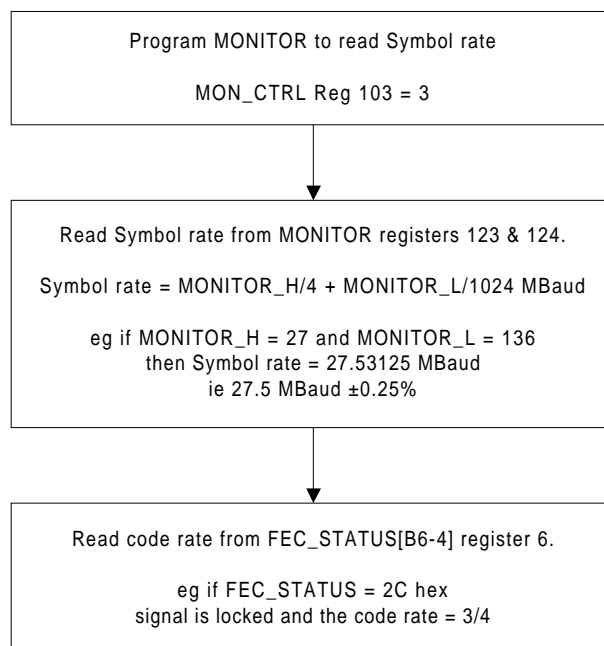 Program MONITOR to read Symbol rate
MON_CTRL Reg 103 = 3
Read Symbol rate from MONITOR registers 123 & 124.
Symbol rate = MONITOR_H/4 + MONITOR_L/1024 MBaud
eg if MONITOR_H = 27 and MONITOR_L = 136
then Symbol rate = 27.53125 MBaud
ie 27.5 MBaud ±0.25%
Read code rate from FEC_STATUS[B6-4] register 6.
eg if FEC_STATUS = 2C hex
signal is locked and the code rate = 3/4